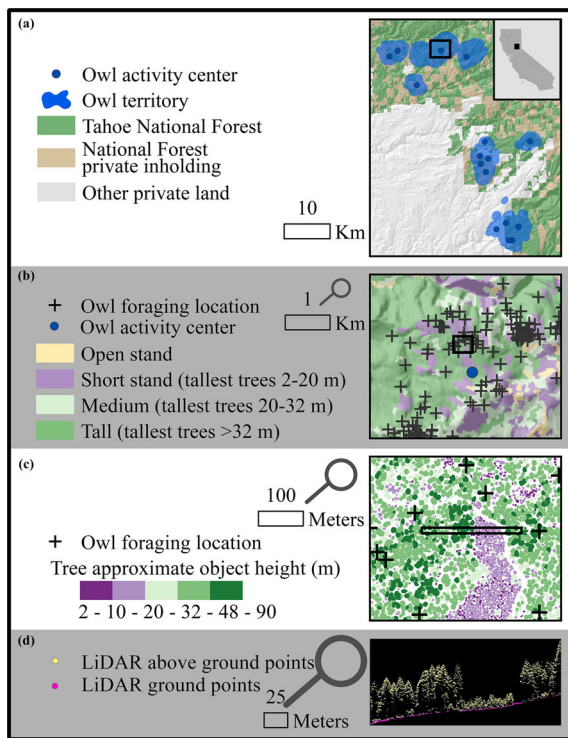 (a)
Owl activity center
Owl territory
Tahoe National Forest
National Forest
private inholding
Other private land
10
Km
(b)
Owl foraging location
Owl activity center
1
Km
Open stand
Short stand (tallest trees 2-20 m)
Medium (tallest trees 20-32 m)
Tall (tallest trees >32 m)
(c)
100
Meters
Owl foraging location
Tree approximate object height (m)
2 - 10 - 20 - 32 - 48 - 90
(d)
LiDAR above ground points
LiDAR ground points
25
Meters